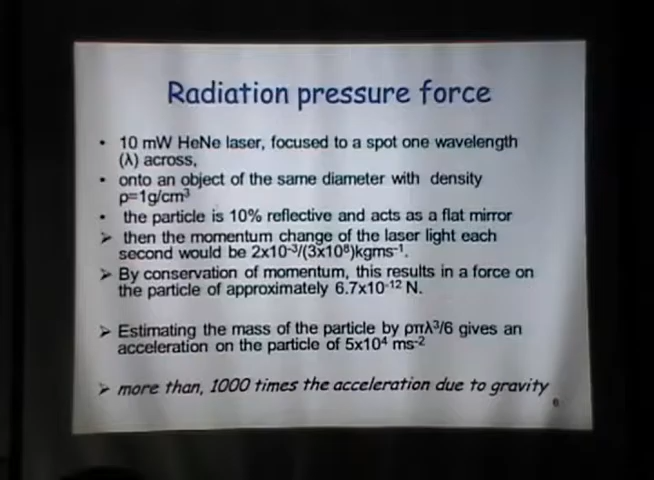 Radiation pressure force
• 10 mW HeNe laser, focused to a spot one wavelength
(λ) across,
• onto an object of the same diameter with density
ρ=1g/cm³
• the particle is 10% reflective and acts as a flat mirror
➢ then the momentum change of the laser light each
second would be 2x10⁻³/(3x10⁸)kgms⁻¹.
➢ By conservation of momentum, this results in a force on
the particle of approximately 6.7x10⁻¹² N.
➢ Estimating the mass of the particle by ρπλ³/6 gives an
acceleration on the particle of 5x10⁴ ms⁻²
➢ more than, 1000 times the acceleration due to gravity
6